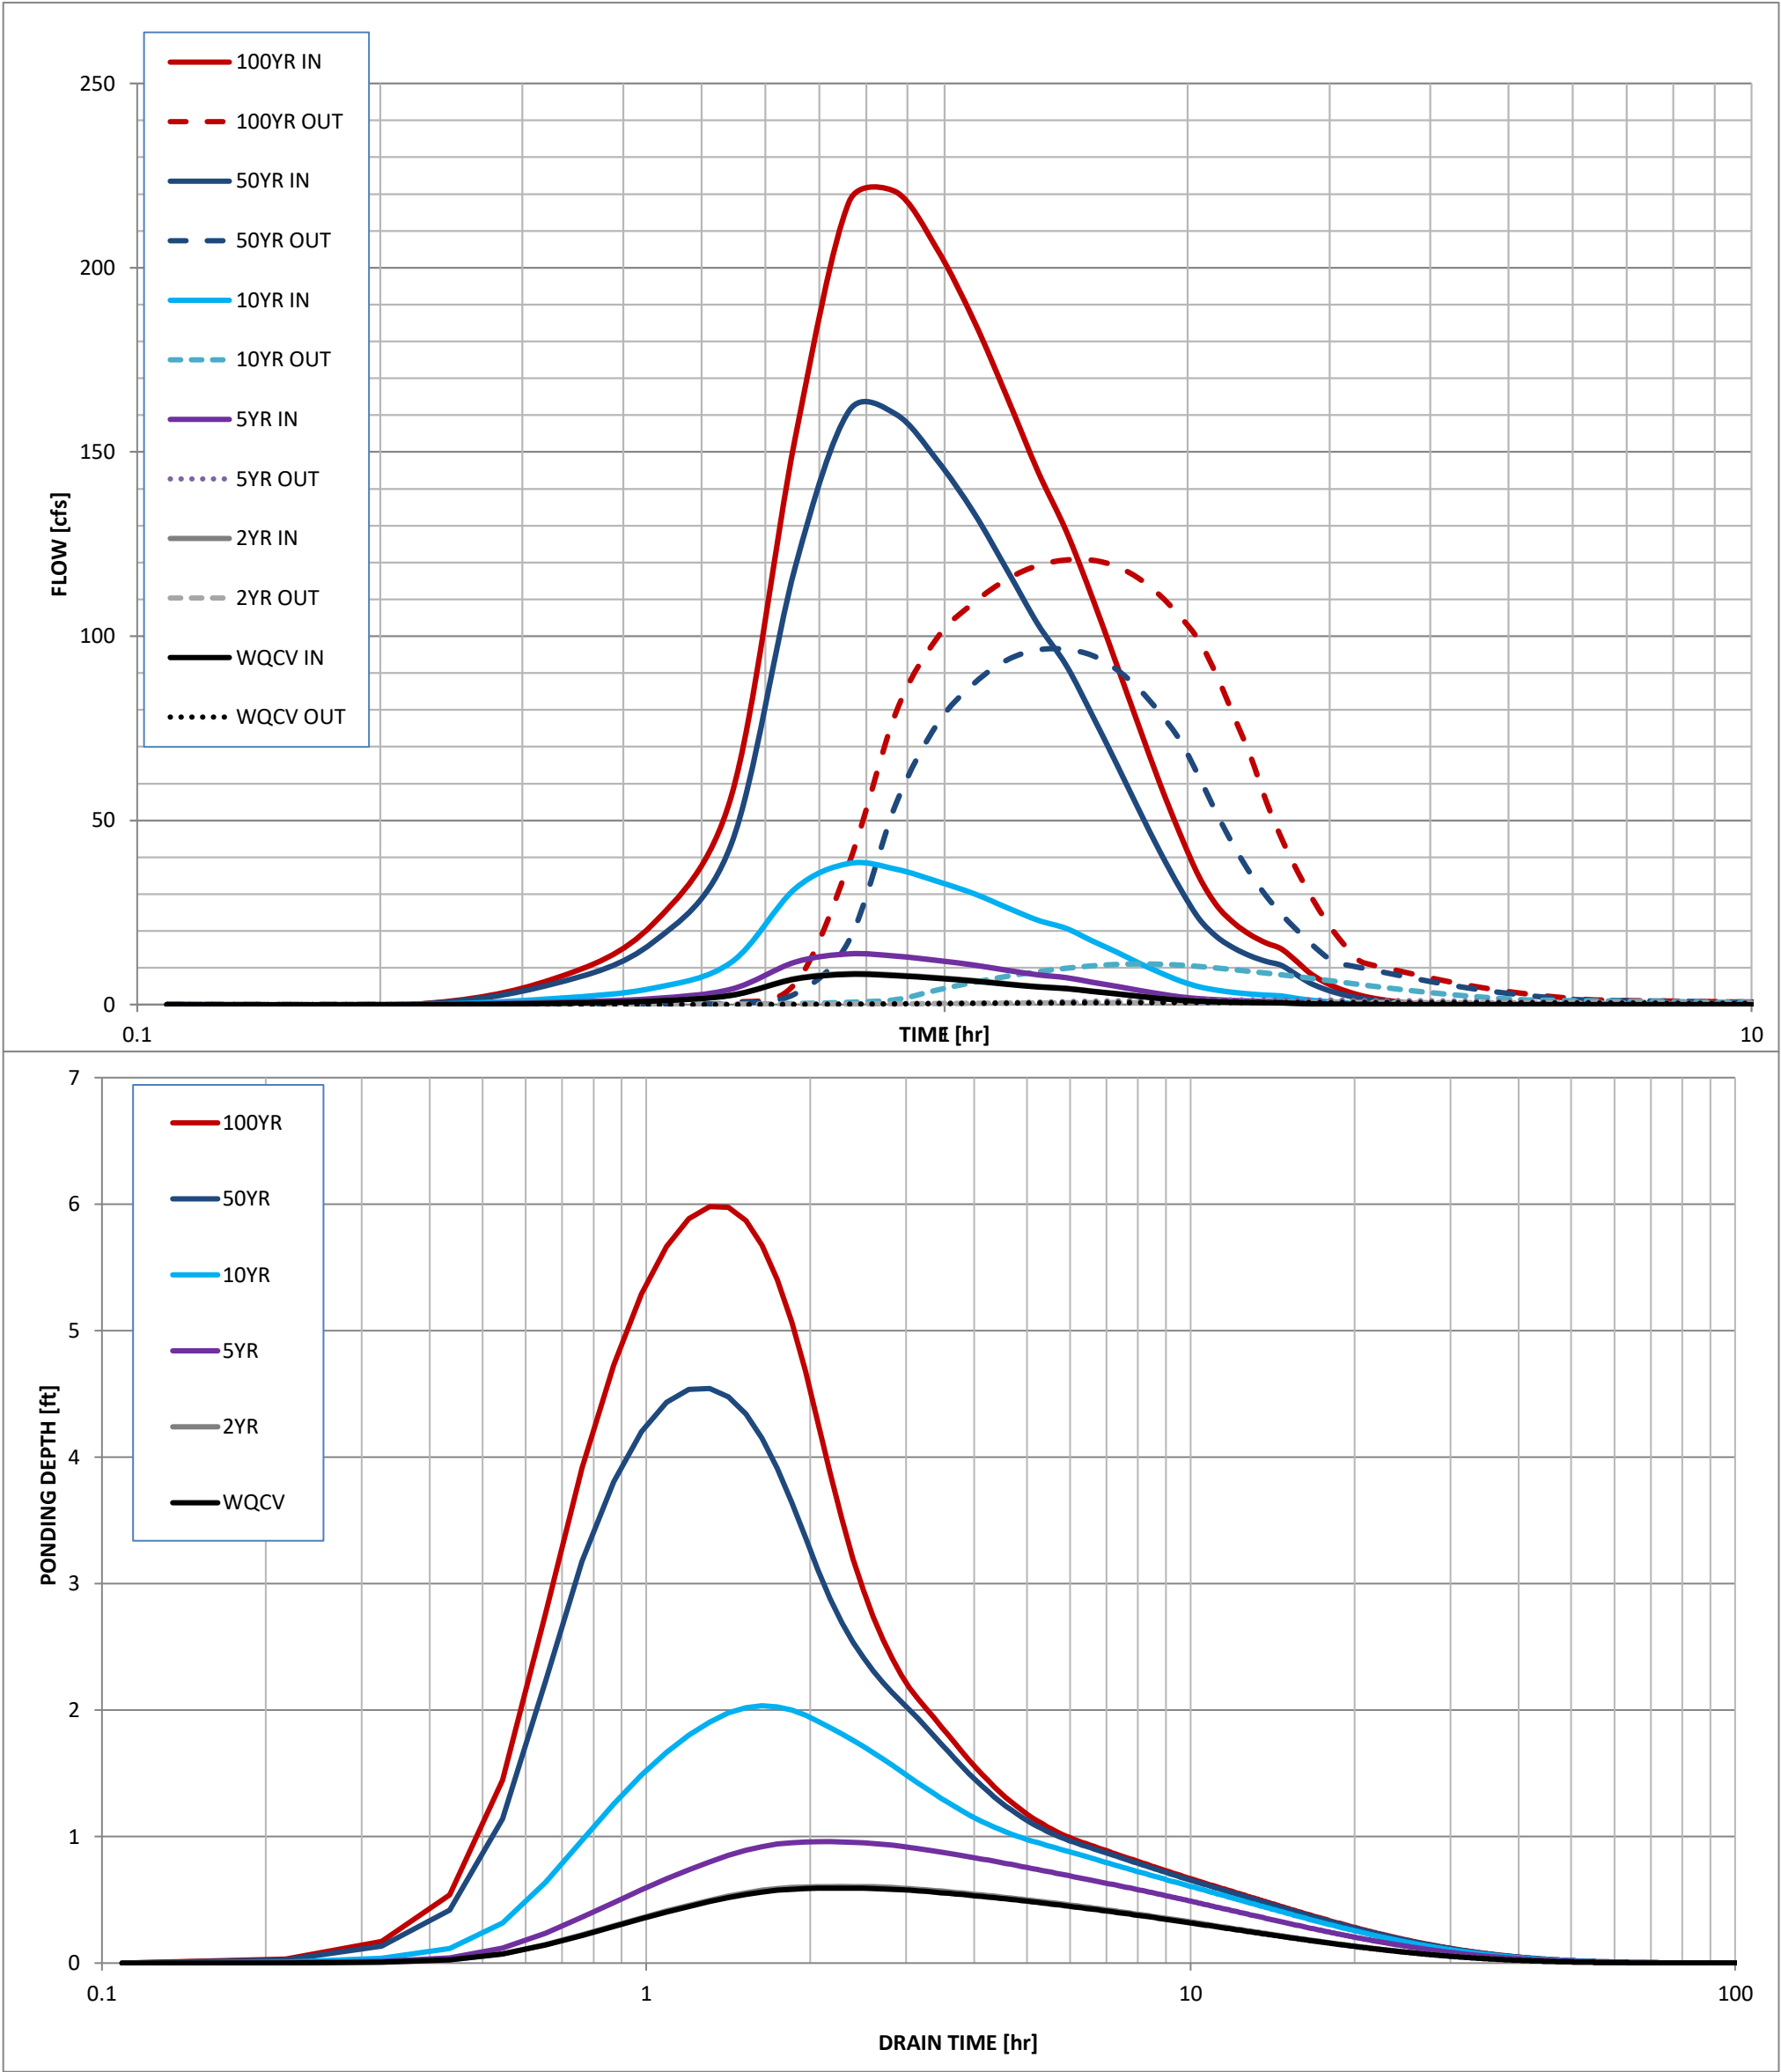 100YR IN
100YR OUT
50YR IN
50YR OUT
10YR IN
10YR OUT
5YR IN
5YR OUT
2YR IN
2YR OUT
WQCV IN
WQCV OUT
250
200
150
100
50
0
FLOW [cfs]
0.1
1
10
TIME [hr]
100YR
50YR
10YR
5YR
2YR
WQCV
7
6
5
4
3
2
1
0
PONDING DEPTH [ft]
0.1
1
10
100
DRAIN TIME [hr]